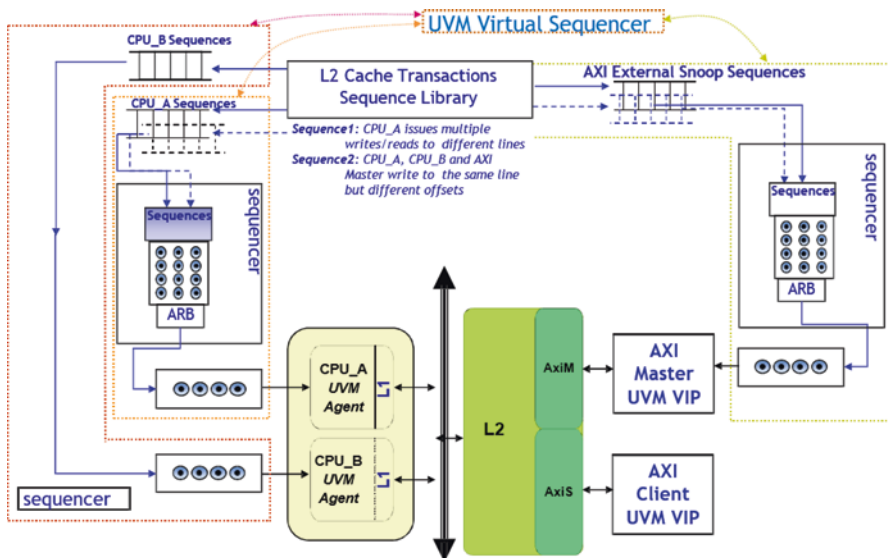 UVM Virtual Sequencer
CPU_B Sequences
L2 Cache Transactions
Sequence Library
AXI External Snoop Sequences
CPU_A Sequences
Sequence1: CPU_A issues multiple
writes/reads to different lines
Sequence2: CPU_A, CPU_B and AXI
Master write to the same line
but different offsets
Sequences
sequencer
ARB
Sequences
sequencer
ARB
CPU_A
UVM
Agent
L1
CPU_B
UVM
Agent
L1
L2
AxiM
AxiS
AXI
Master
UVM VIP
AXI
Client
UVM VIP
sequencer